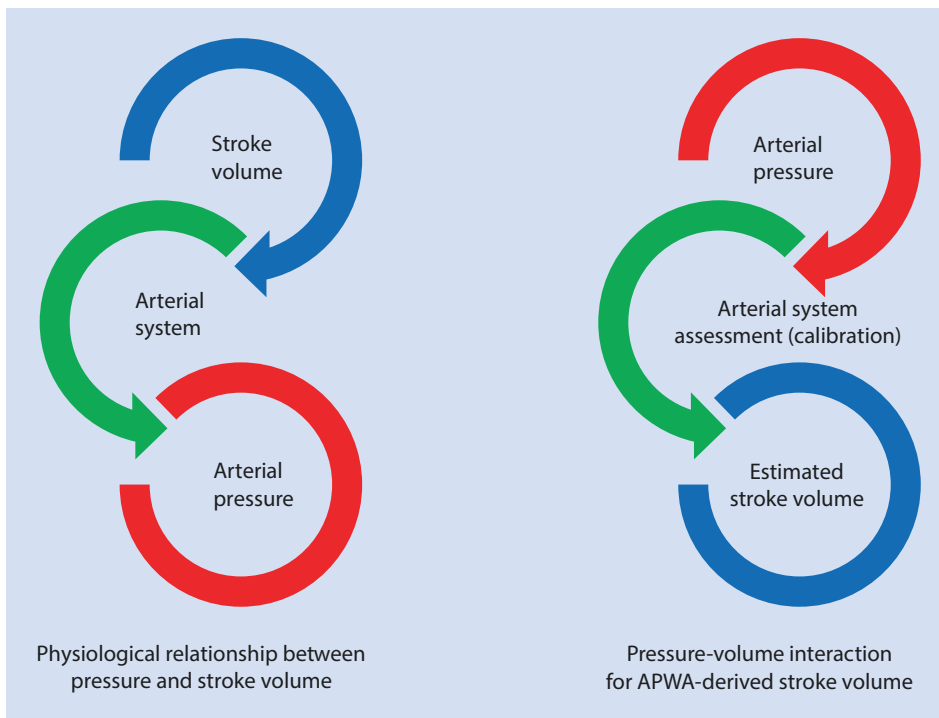 Stroke
volume
Arterial
system
Arterial
pressure
Physiological relationship between
pressure and stroke volume
Arterial
pressure
Arterial system
assessment (calibration)
Estimated
stroke volume
Pressure-volume interaction
for APWA-derived stroke volume